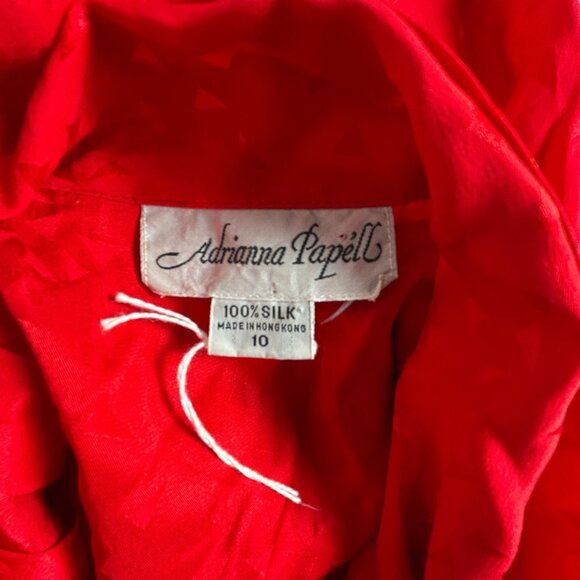 Adrianna Papell
100% SILK
MADE IN HONG KONG
10